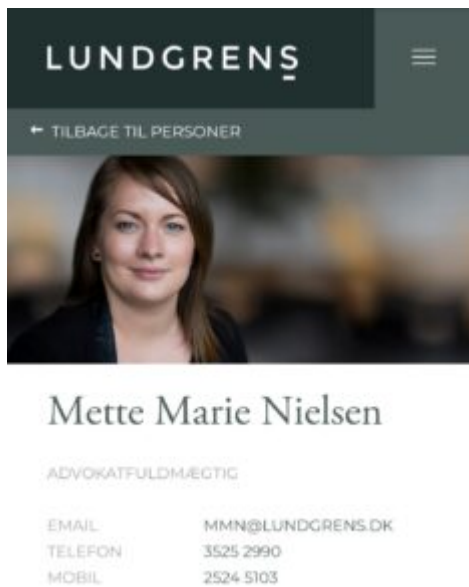 LUNDGRENS
← TILBAGE TIL PERSONER
Mette Marie Nielsen
ADVOKATFULDMÆGTIG
EMAIL MMN@LUNDGRENS.DK
TELEFON 3525 2990
MOBIL 2524 5103